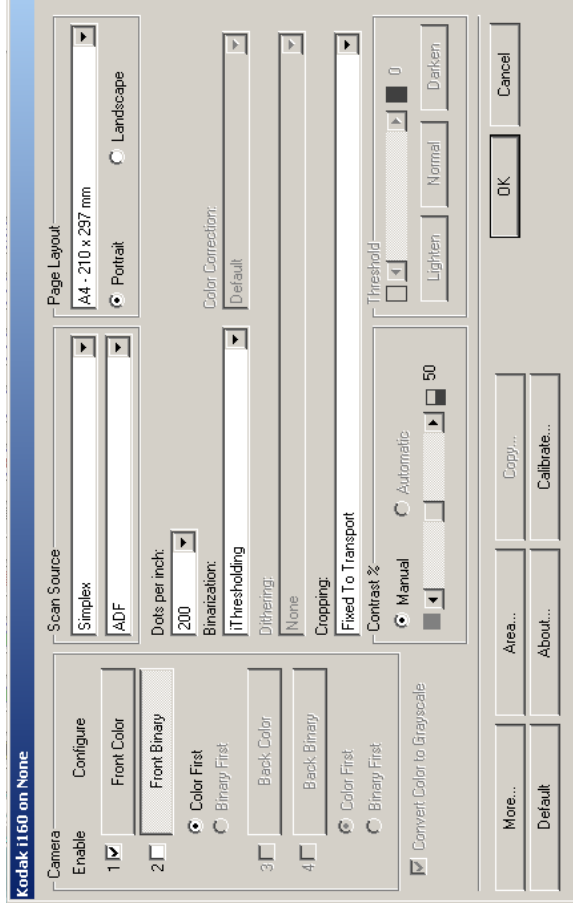 Kodak i160 on None
Camera
Enable Configure
1 Front Color
2 Front Binary
Color First
Binary First
3 Back Color
4 Back Binary
Color First
Binary First
Convert Color to Grayscale
Scan Source
Simplex
ADF
Page Layout
A4 - 210 x 297 mm
Portrait Landscape
Dots per inch:
200
Binarization: Color Correction:
iThresholding Default
Dithering:
None
Cropping:
Fixed To Transport
Contrast %
Manual Automatic
50
Threshold
0
Lighten Normal Darken
More... Area... Copy...
Default About... Calibrate...
OK Cancel